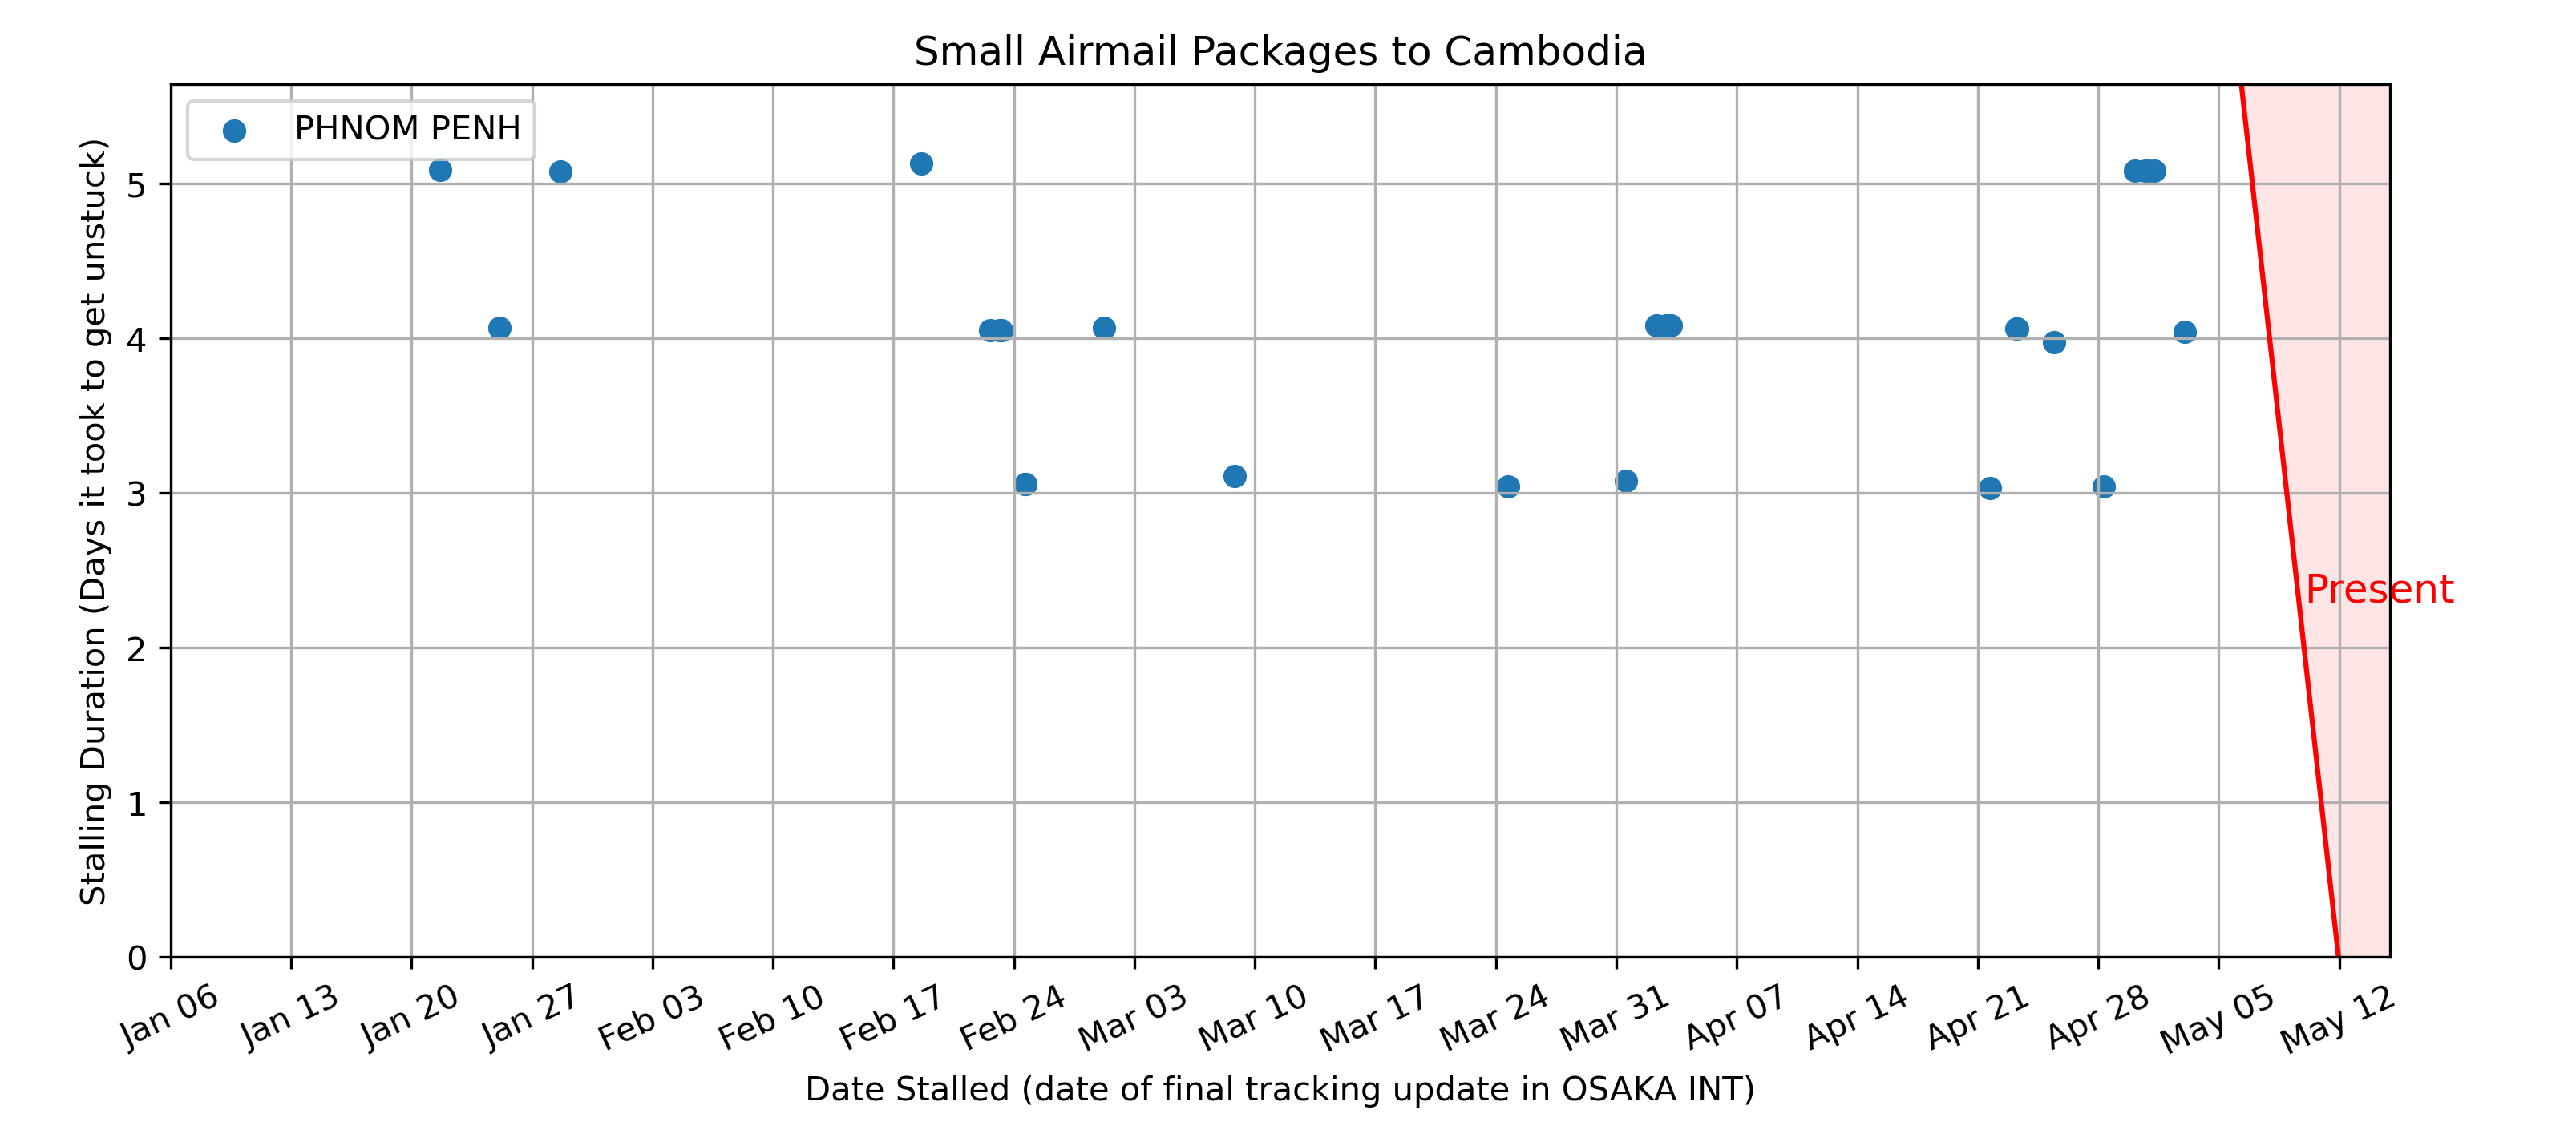 Small Airmail Packages to Cambodia
PHNOM PENH
Stalling Duration (Days it took to get unstuck)
5
4
3
2
1
0
Present
Jan 06 Jan 13 Jan 20 Jan 27 Feb 03 Feb 10 Feb 17 Feb 24 Mar 03 Mar 10 Mar 17 Mar 24 Mar 31 Apr 07 Apr 14 Apr 21 Apr 28 May 05 May 12
Date Stalled (date of final tracking update in OSAKA INT)